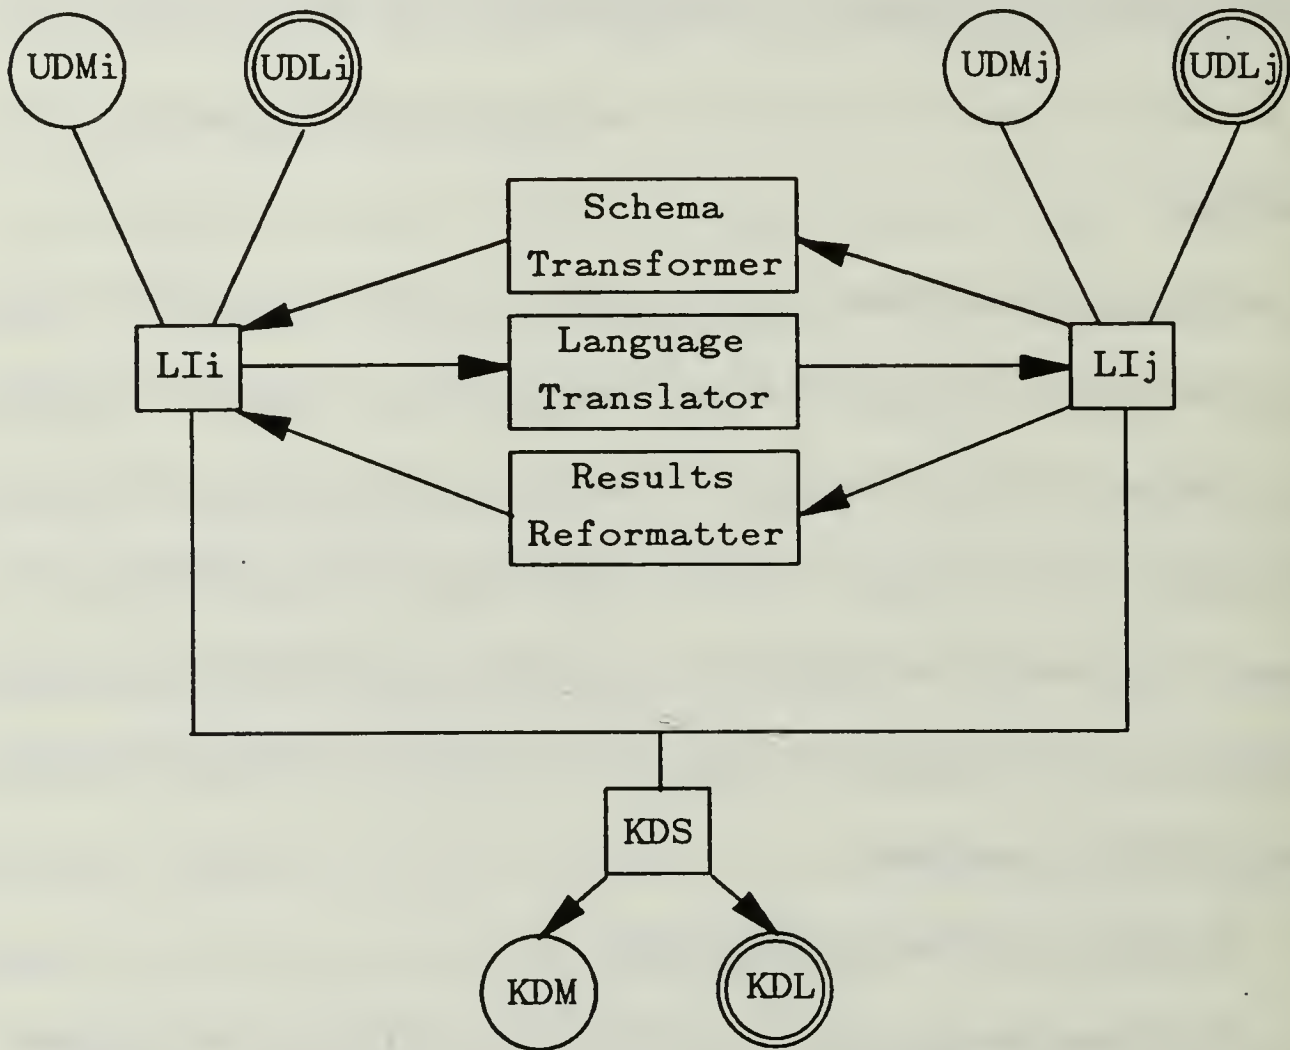 UDMi
UDLi
UDMj
UDLj
Schema
Transformer
LIi
Language
Translator
LIj
Results
Reformatter
KDS
KDM
KDL